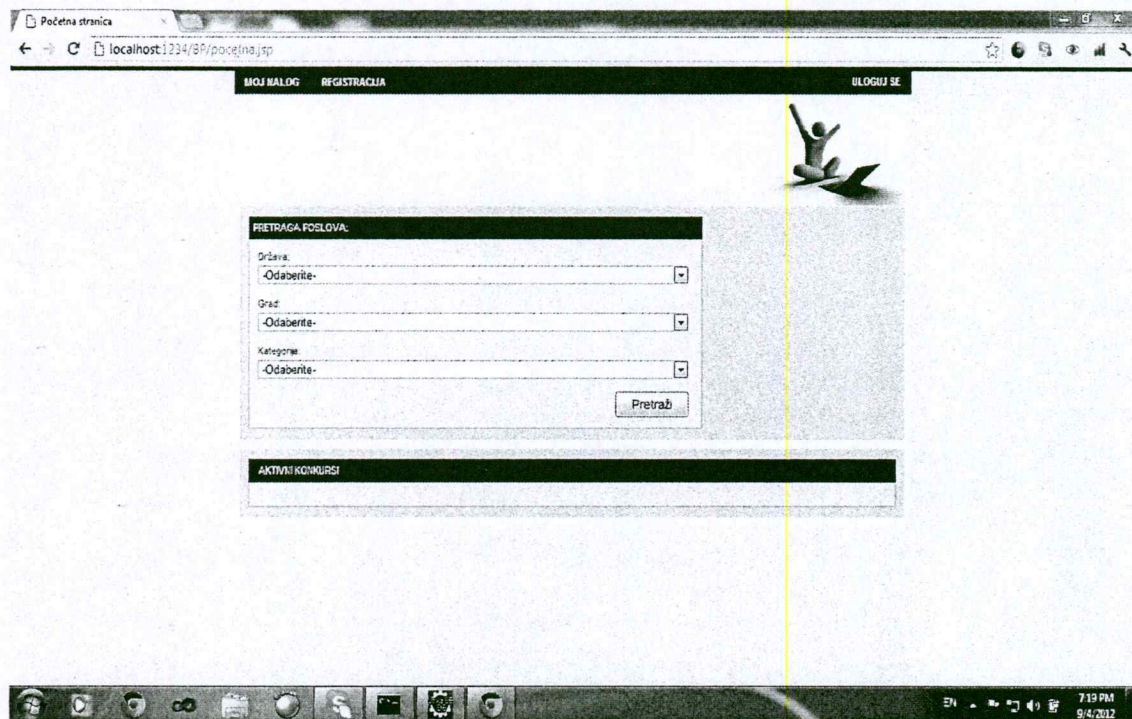 Početna stranica
localhost:1234/BP/pocetna.jsp
MOJ NALOG REGISTRACIJA ULOGUJ SE
PRETRAGA POSLOVA:
Država:
-Odaberite-
Grad:
-Odaberite-
Kategorija:
-Odaberite-
Pretraži
AKTIVNI KONKURSI
EN
7:19 PM
9/4/2012